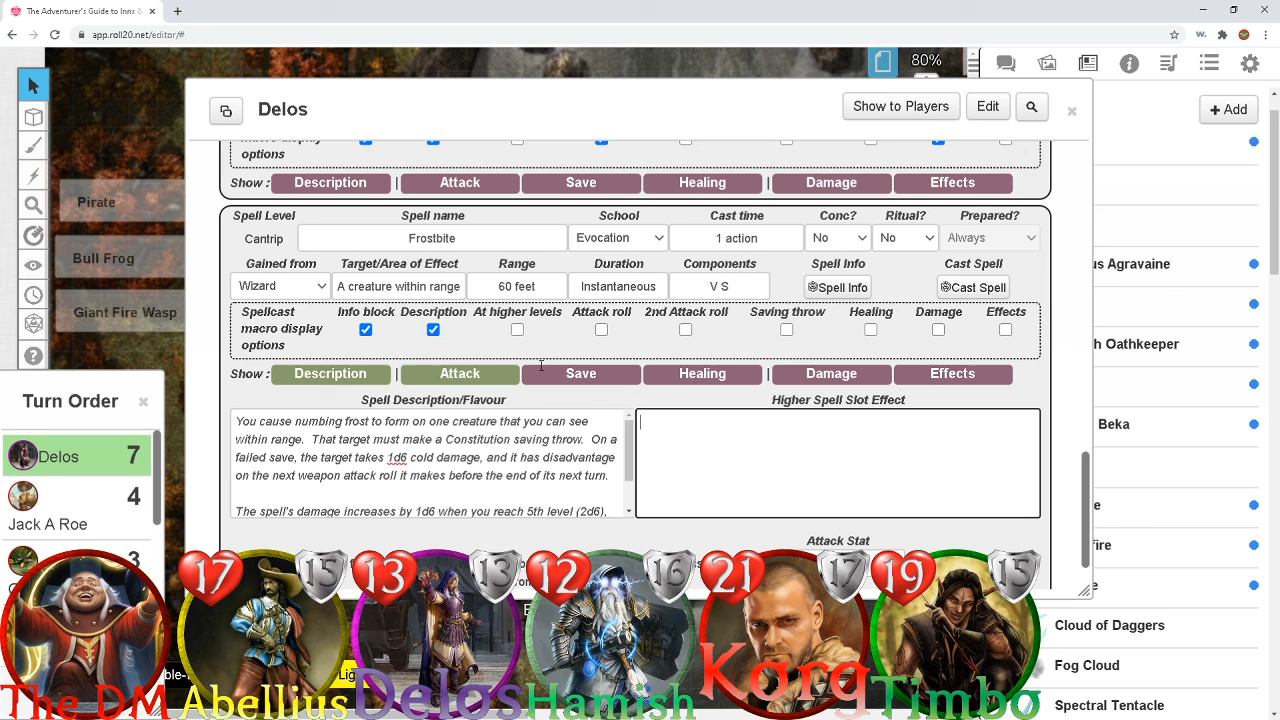 The Adventurer's Guide to Inns &
app.roll20.net/editor/#
80%
Delos
Show to Players
Edit
Add
macro display
options
Show : Description | Attack Save Healing | Damage Effects
Spell Level Spell name School Cast time Conc? Ritual? Prepared?
Cantrip Frostbite Evocation 1 action No No Always
Gained from Target/Area of Effect Range Duration Components Spell Info Cast Spell
Wizard A creature within range 60 feet Instantaneous V S Spell Info Cast Spell
Spellcast Info block Description At higher levels Attack roll 2nd Attack roll Saving throw Healing Damage Effects
macro display
options
Show : Description | Attack Save Healing | Damage Effects
Spell Description/Flavour Higher Spell Slot Effect
You cause numbing frost to form on one creature that you can see
within range. That target must make a Constitution saving throw. On a
failed save, the target takes 1d6 cold damage, and it has disadvantage
on the next weapon attack roll it makes before the end of its next turn.
The spell's damage increases by 1d6 when you reach 5th level (2d6),
Attack Stat
Pirate
Bull Frog
Giant Fire Wasp
Turn Order
Delos 7
4
Jack A Roe
3
us Agravaine
h Oathkeeper
Beka
e
fire
e
Cloud of Daggers
Fog Cloud
Spectral Tentacle
17 15 13 13 12 16 21 17 19 15
The DM Abellius Delos Hamish Korg Timbo